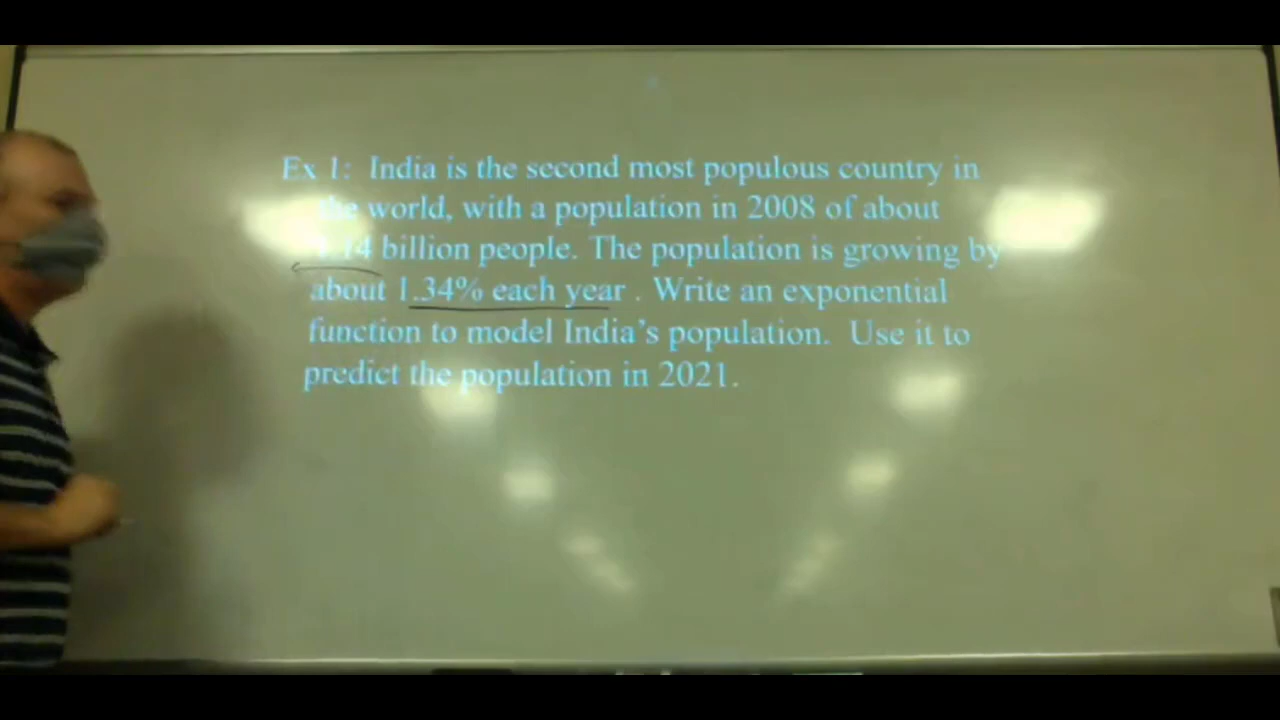 Ex 1: India is the second most populous country in
the world, with a population in 2008 of about
1.14 billion people. The population is growing by
about 1.34% each year . Write an exponential
function to model India’s population. Use it to
predict the population in 2021.